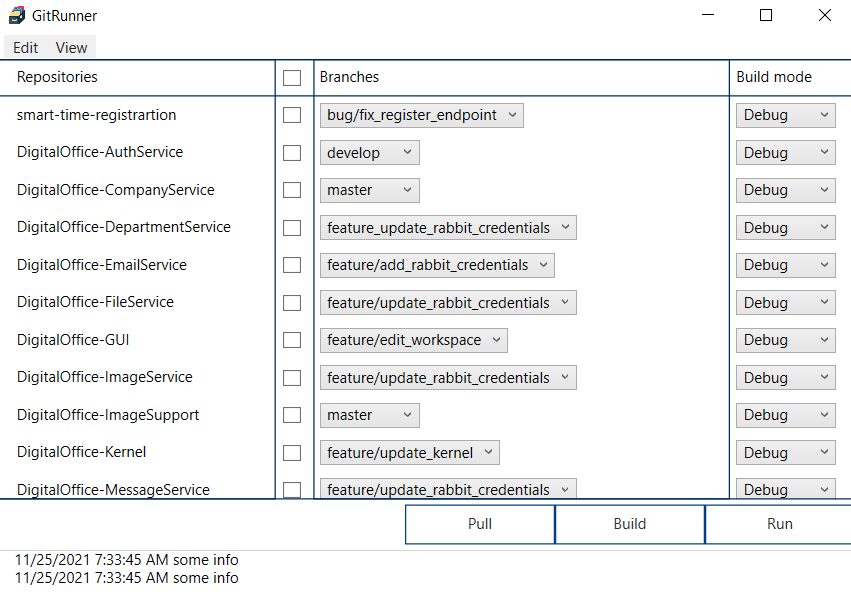 GitRunner
Edit View
Repositories Branches Build mode
smart-time-registrartion bug/fix_register_endpoint Debug
DigitalOffice-AuthService develop Debug
DigitalOffice-CompanyService master Debug
DigitalOffice-DepartmentService feature_update_rabbit_credentials Debug
DigitalOffice-EmailService feature/add_rabbit_credentials Debug
DigitalOffice-FileService feature/update_rabbit_credentials Debug
DigitalOffice-GUI feature/edit_workspace Debug
DigitalOffice-ImageService feature/update_rabbit_credentials Debug
DigitalOffice-ImageSupport master Debug
DigitalOffice-Kernel feature/update_kernel Debug
DigitalOffice-MessageService feature/update_rabbit_credentials Debug
Pull Build Run
11/25/2021 7:33:45 AM some info
11/25/2021 7:33:45 AM some info